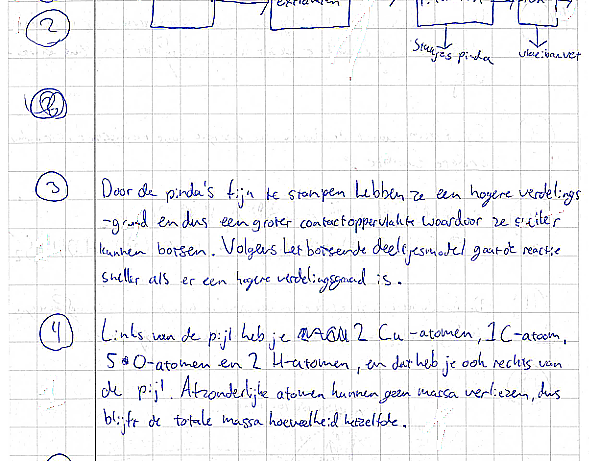 extraheren
2
Stukjes pinda
vloeibaar vet
3
Door de pinda's fijn te stampen hebben ze een hogere verdelings
-graad en dus een groter contactoppervlakte waardoor ze sneller
kunnen botsen. Volgens het botsende deeltjesmodel gaat de reactie
sneller als er een hogere verdelingsgraad is.
4
Links van de pijl heb je 2 Cu-atomen, 1 C-atoom,
5 O-atomen en 2 H-atomen, en dat heb je ook rechts van
de pijl. Afzonderlijke atomen kunnen geen massa verliezen, dus
blijft de totale massa hoeveelheid hetzelfde.